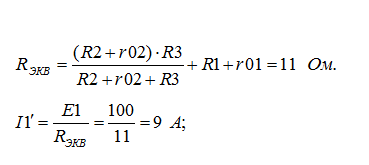 R_ЭКВ = (R2 + r02) · R3 / (R2 + r02 + R3) + R1 + r01 = 11 Ом.
I1′ = E1 / R_ЭКВ = 100 / 11 = 9 А;